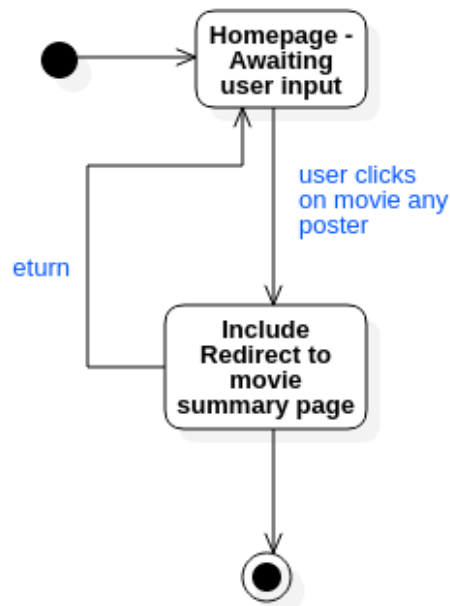 Homepage -
Awaiting
user input
user clicks
on movie any
poster
eturn
Include
Redirect to
movie
summary page